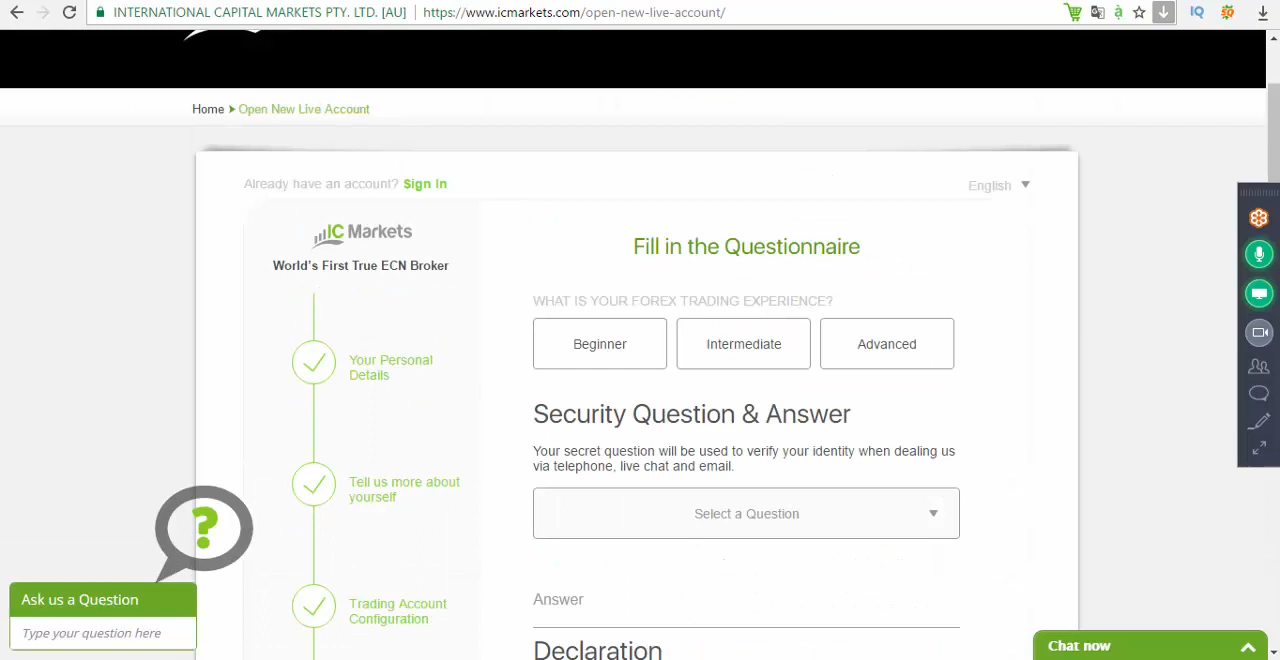 INTERNATIONAL CAPITAL MARKETS PTY. LTD. [AU] https://www.icmarkets.com/open-new-live-account/
IQ
Home Open New Live Account
Already have an account? Sign In
English
IC Markets
World's First True ECN Broker
Fill in the Questionnaire
WHAT IS YOUR FOREX TRADING EXPERIENCE?
Beginner Intermediate Advanced
Your Personal
Details
Security Question & Answer
Your secret question will be used to verify your identity when dealing us
via telephone, live chat and email.
Tell us more about
yourself
Select a Question
?
Ask us a Question
Type your question here
Trading Account
Configuration
Answer
Declaration
Chat now